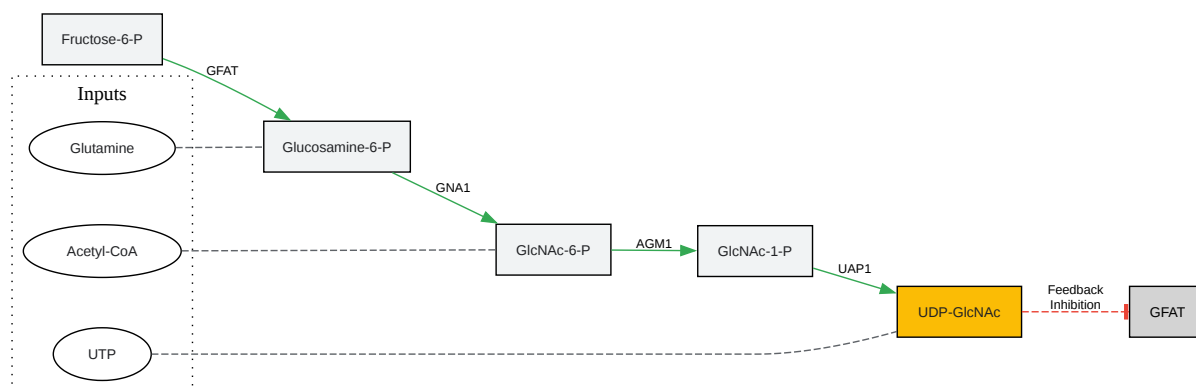 Fructose-6-P
GFAT
Inputs
Glutamine
Glucosamine-6-P
GNA1
Acetyl-CoA
GlcNAc-6-P
AGM1
GlcNAc-1-P
UAP1
UDP-GlcNAc
Feedback
Inhibition
GFAT
UTP